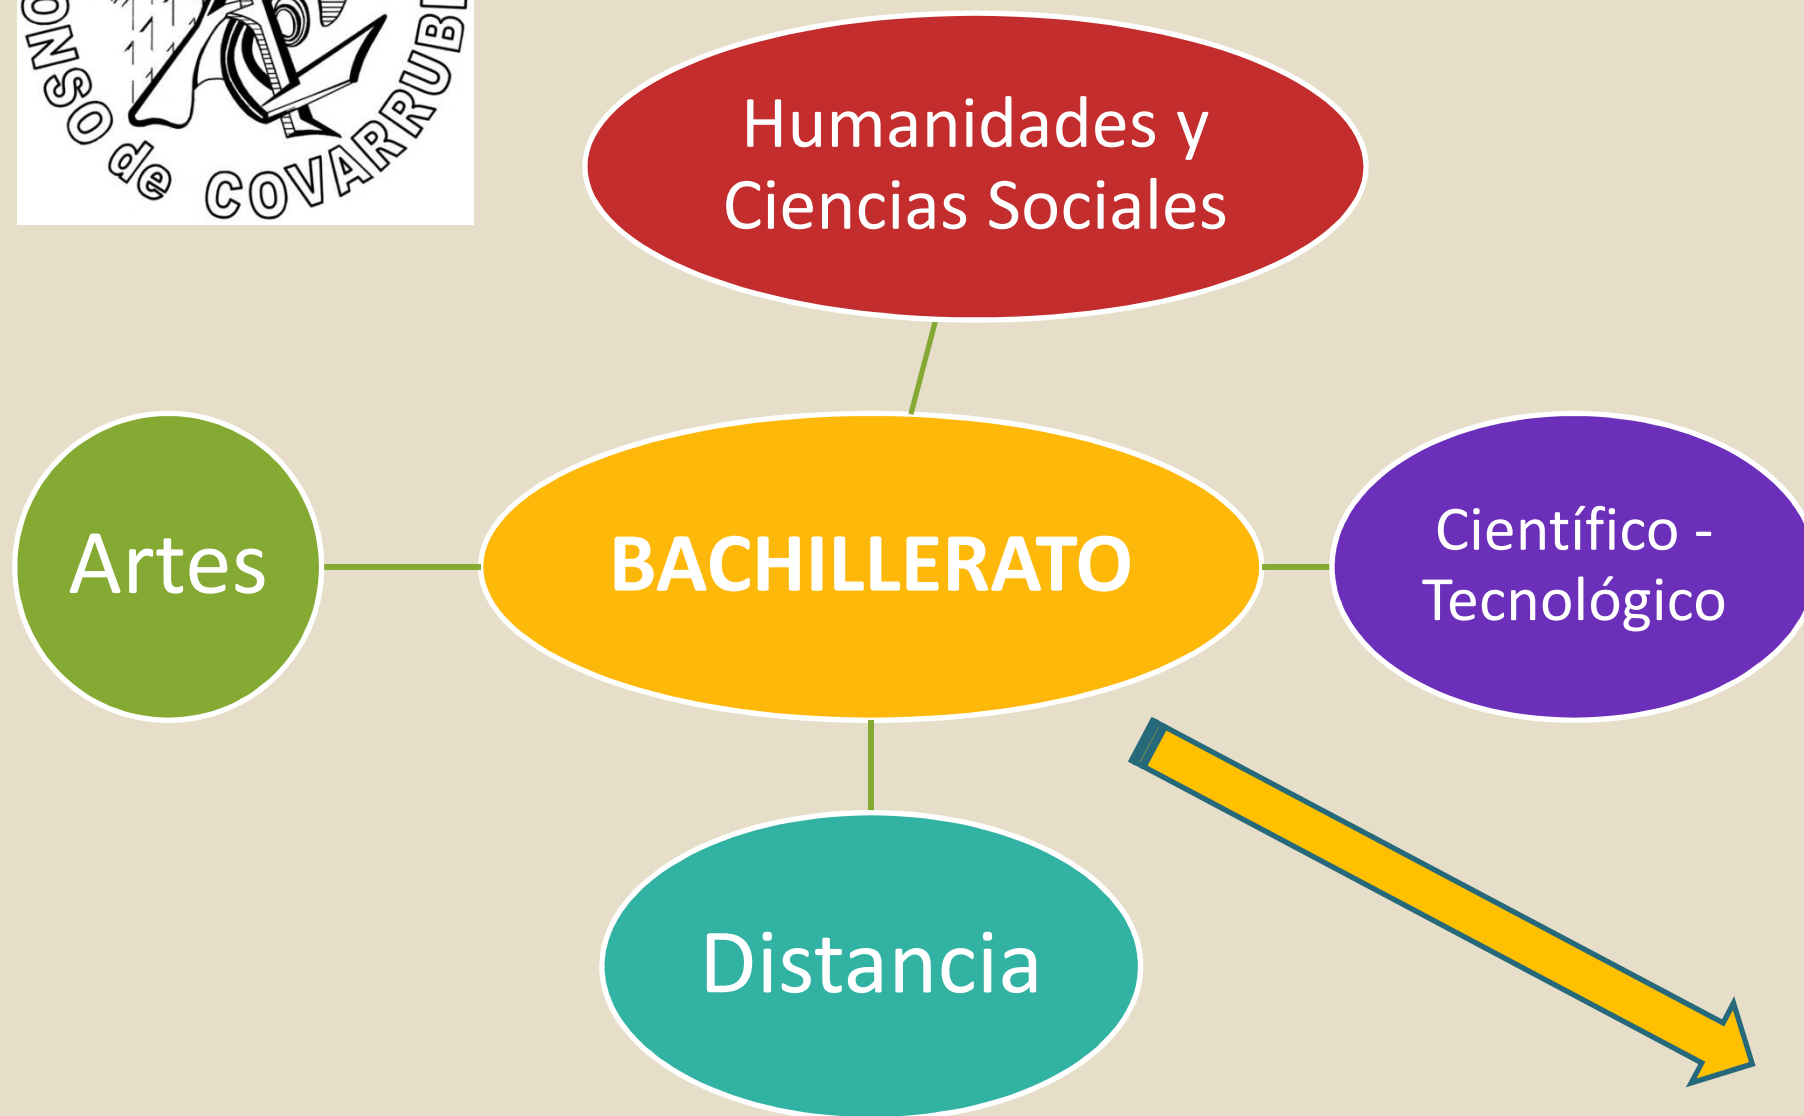 ONSO de COVARRUB
Humanidades y
Ciencias Sociales
Artes
BACHILLERATO
Científico -
Tecnológico
Distancia